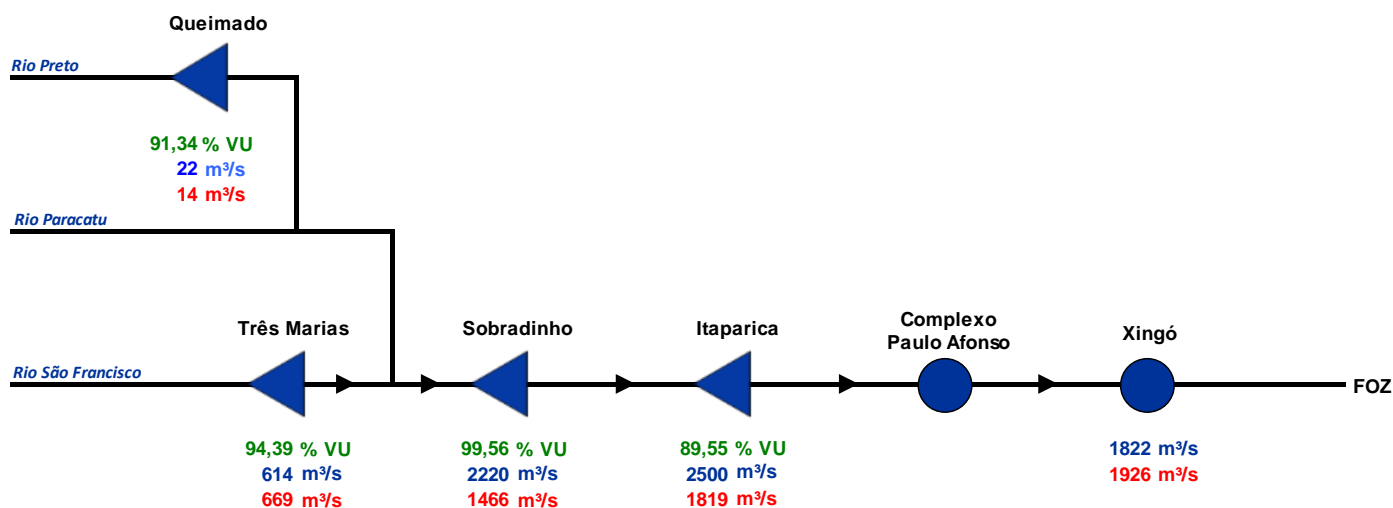 Queimado
Rio Preto
91,34 % VU
22 m³/s
14 m³/s
Rio Paracatu
Três Marias
Sobradinho
Itaparica
Complexo
Paulo Afonso
Xingó
Rio São Francisco
FOZ
94,39 % VU
614 m³/s
669 m³/s
99,56 % VU
2220 m³/s
1466 m³/s
89,55 % VU
2500 m³/s
1819 m³/s
1822 m³/s
1926 m³/s